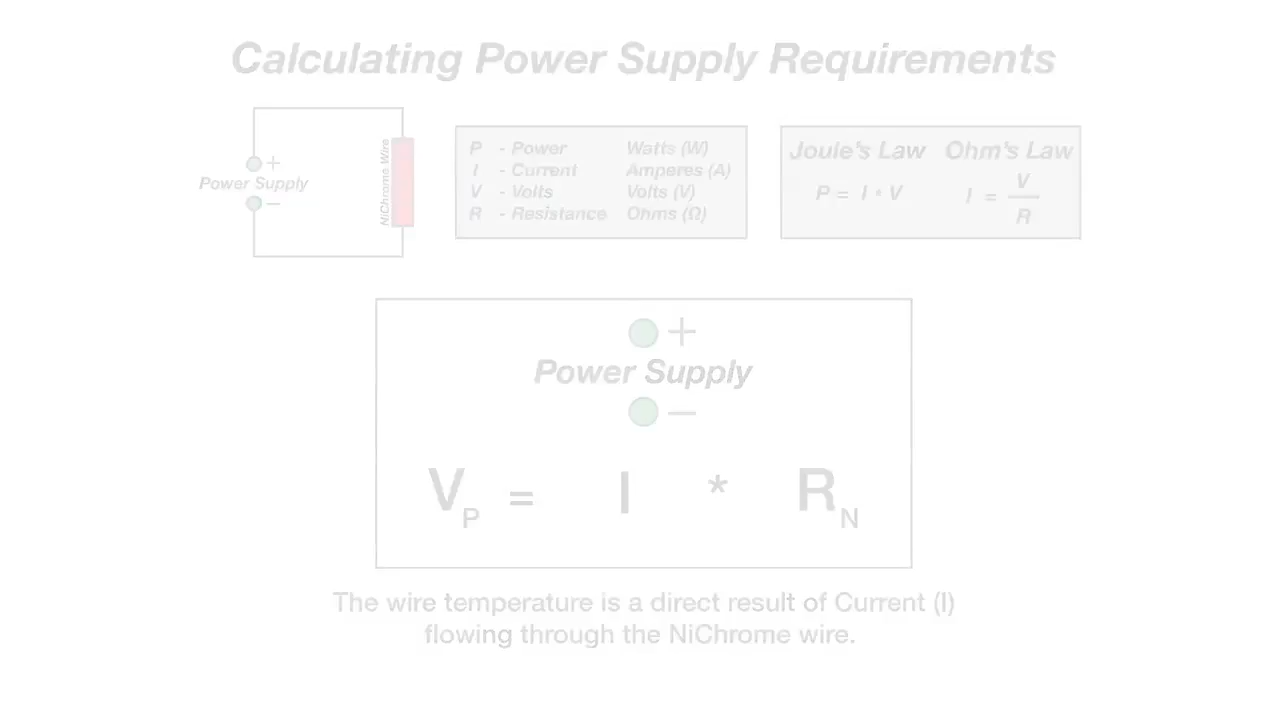 Calculating Power Supply Requirements
+
Power Supply
−
NiChrome Wire
P - Power Watts (W)
I - Current Amperes (A)
V - Volts Volts (V)
R - Resistance Ohms (Ω)
Joule's Law Ohm's Law
P = I * V
I = V
R
+
Power Supply
−
VP = I * RN
The wire temperature is a direct result of Current (I)
flowing through the NiChrome wire.